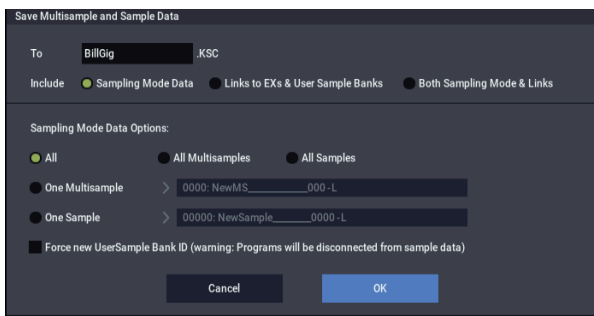 Save Multisample and Sample Data
To BillGig .KSC
Include Sampling Mode Data Links to EXs & User Sample Banks Both Sampling Mode & Links
Sampling Mode Data Options:
All All Multisamples All Samples
One Multisample > 0000: NewMS____________000 -L
One Sample > 00000: NewSample_______0000 -L
Force new UserSample Bank ID (warning: Programs will be disconnected from sample data)
Cancel OK